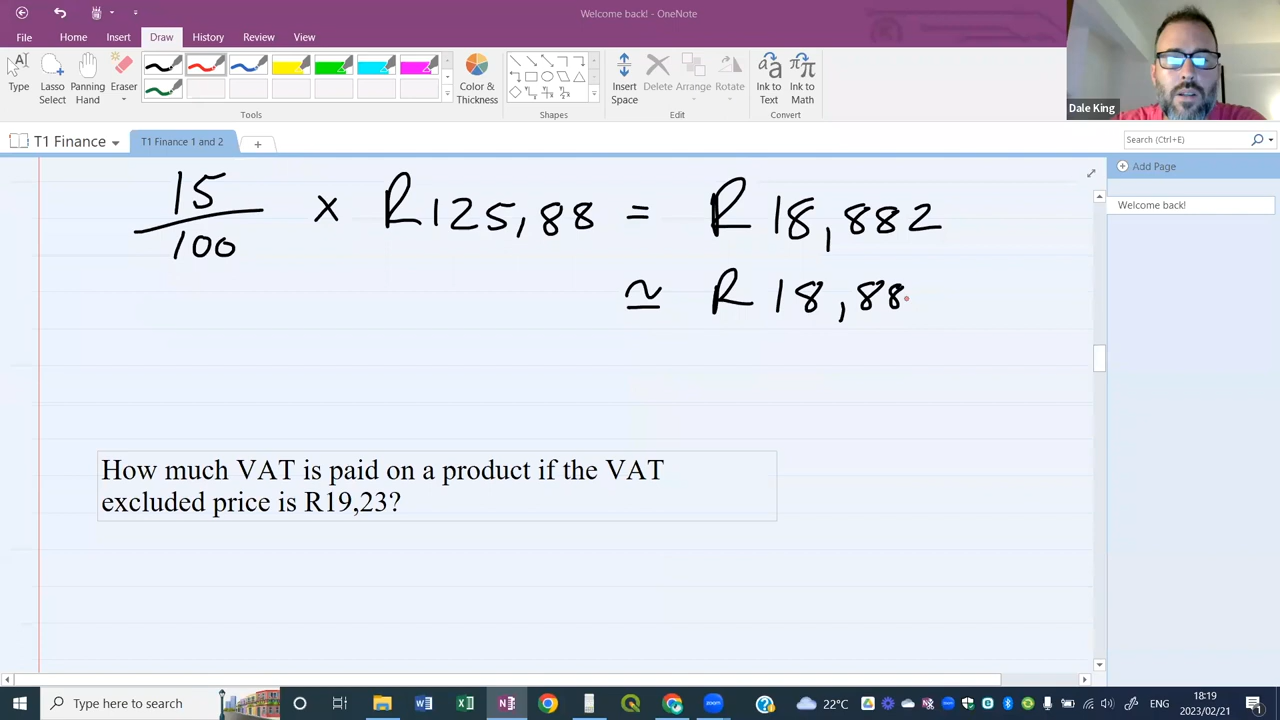 Welcome back! - OneNote
File Home Insert Draw History Review View
Type
Lasso Select
Panning Hand
Eraser
Color & Thickness
Insert Space
Delete
Arrange
Rotate
Ink to Text
Ink to Math
Tools
Shapes
Edit
Convert
Dale King
T1 Finance
T1 Finance 1 and 2
Search (Ctrl+E)
Add Page
Welcome back!
15/100 × R125,88 = R18,882
≅ R18,88
How much VAT is paid on a product if the VAT
excluded price is R19,23?
Type here to search
22°C
ENG
18:19
2023/02/21